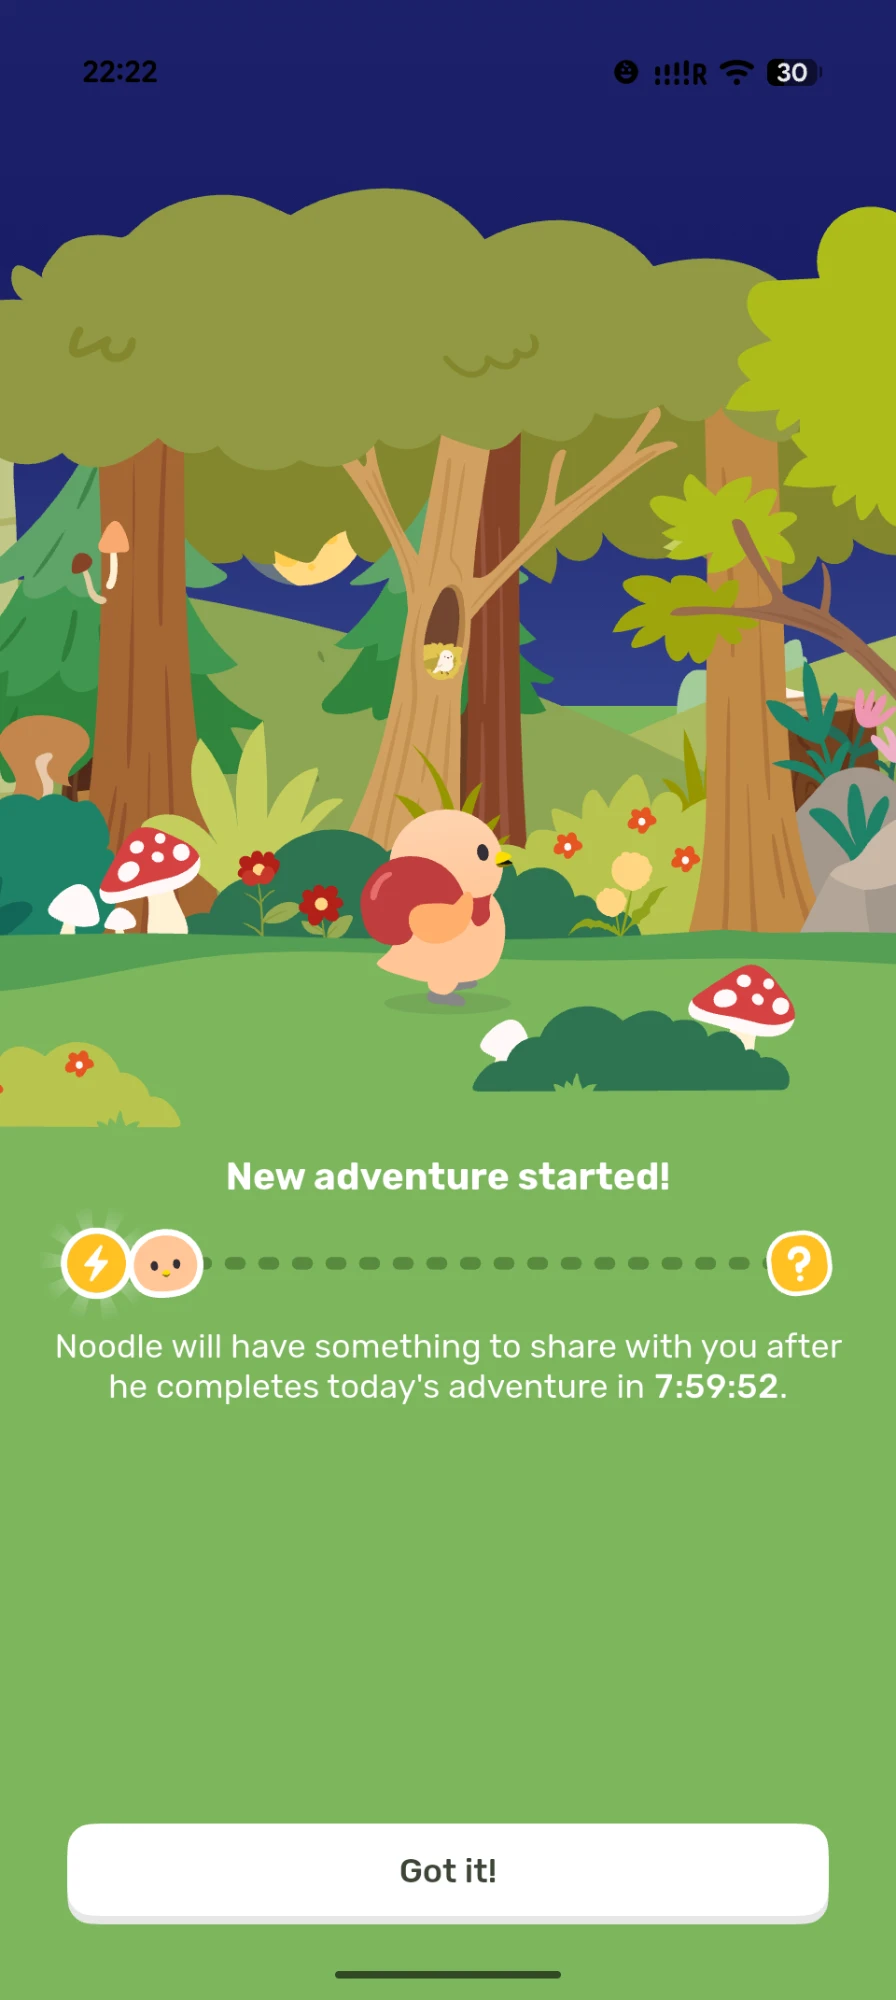 22:22
R
30
New adventure started!
?
Noodle will have something to share with you after
he completes today's adventure in 7:59:52.
Got it!